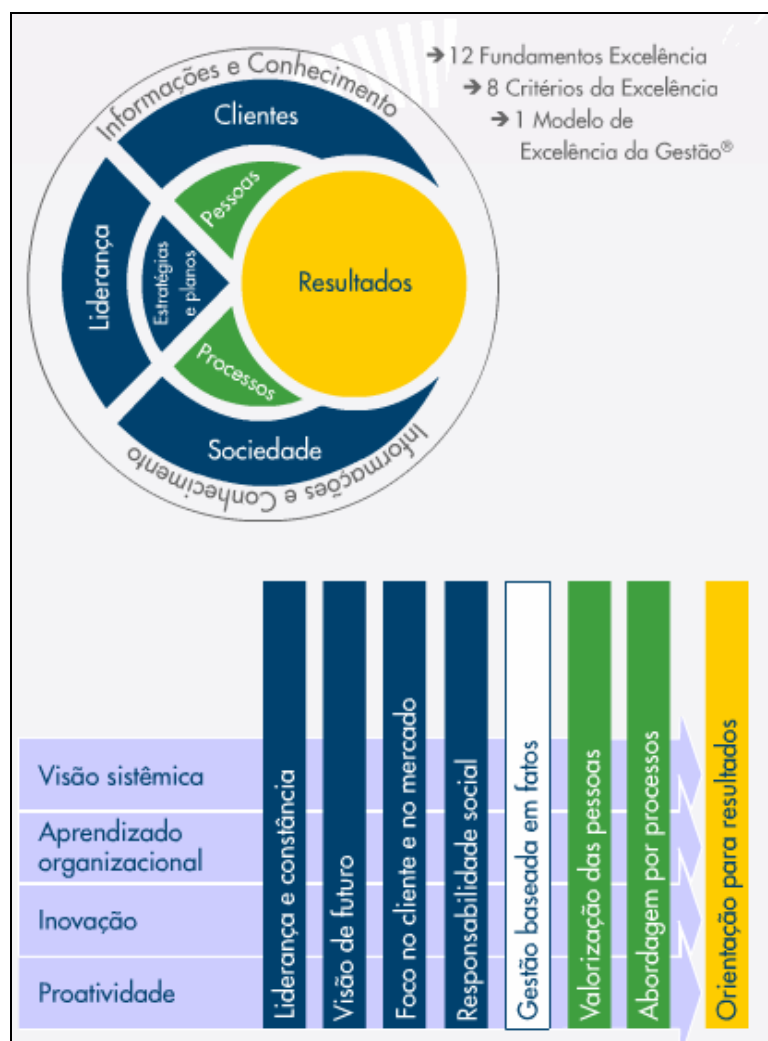 Informações e Conhecimento
➔ 12 Fundamentos Excelência
➔ 8 Critérios da Excelência
➔ 1 Modelo de
Excelência da Gestão®
Clientes
Pessoas
Liderança
Estratégias
e planos
Resultados
Processos
Sociedade
Informações e Conhecimento
Visão sistêmica
Aprendizado
organizacional
Inovação
Proatividade
Liderança e constância
Visão de futuro
Foco no cliente e no mercado
Responsabilidade social
Gestão baseada em fatos
Valorização das pessoas
Abordagem por processos
Orientação para resultados